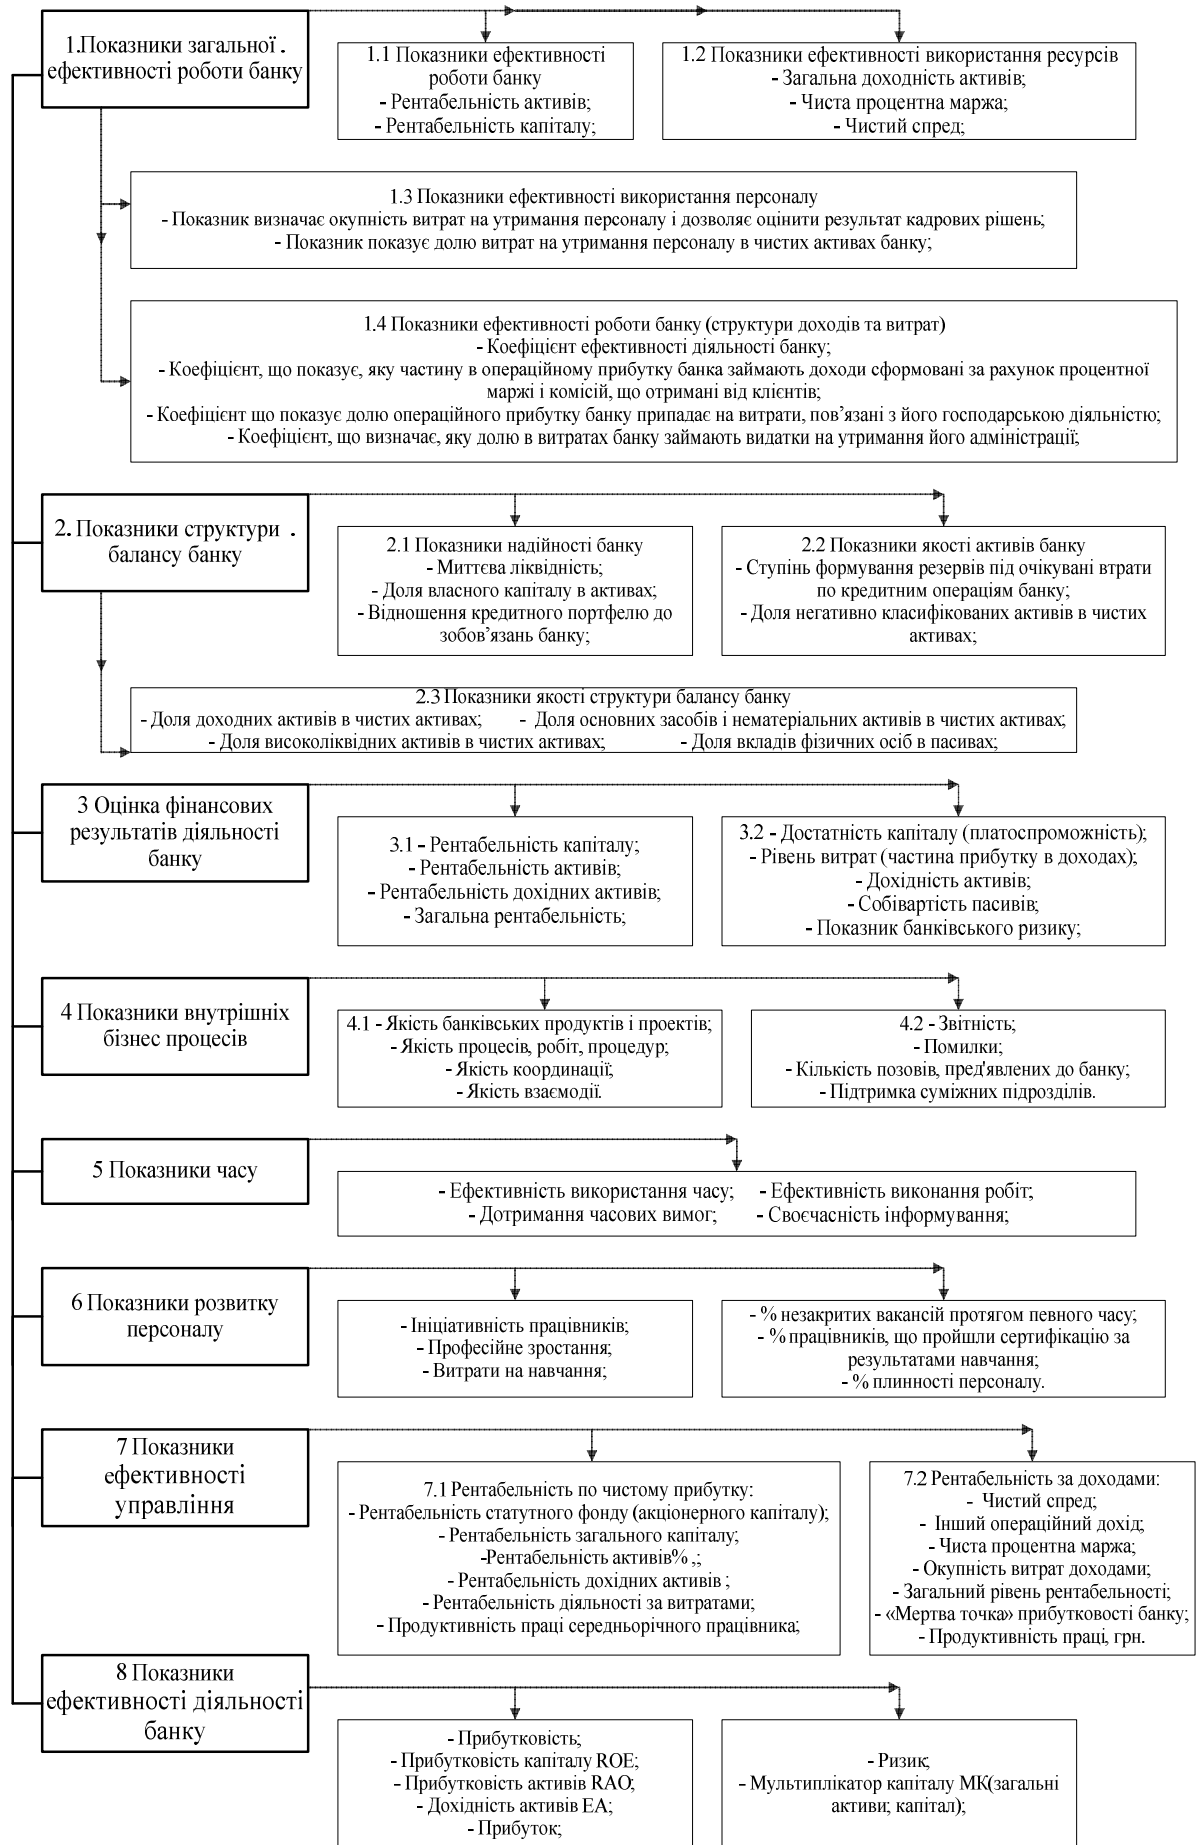 1.Показники загальної .
ефективності роботи банку
1.1 Показники ефективності
роботи банку
- Рентабельність активів;
- Рентабельність капіталу;
1.2 Показники ефективності використання ресурсів
- Загальна доходність активів;
- Чиста процентна маржа;
- Чистий спред;
1.3 Показники ефективності використання персоналу
- Показник визначає окупність витрат на утримання персоналу і дозволяє оцінити результат кадрових рішень;
- Показник показує долю витрат на утримання персоналу в чистих активах банку;
1.4 Показники ефективності роботи банку (структури доходів та витрат)
- Коефіцієнт ефективності діяльності банку;
- Коефіцієнт, що показує, яку частину в операційному прибутку банка займають доходи сформовані за рахунок процентної
маржі і комісій, що отримані від клієнтів;
- Коефіцієнт що показує долю операційного прибутку банку припадає на витрати, пов’язані з його господарською діяльністю;
- Коефіцієнт, що визначає, яку долю в витратах банку займають видатки на утримання його адміністрації;
2. Показники структури .
балансу банку
2.1 Показники надійності банку
- Миттєва ліквідність;
- Доля власного капіталу в активах;
- Відношення кредитного портфелю до
зобов’язань банку;
2.2 Показники якості активів банку
- Ступінь формування резервів під очікувані втрати
по кредитним операціям банку;
- Доля негативно класифікованих активів в чистих
активах;
2.3 Показники якості структури балансу банку
- Доля доходних активів в чистих активах; - Доля основних засобів і нематеріальних активів в чистих активах;
- Доля високоліквідних активів в чистих активах; - Доля вкладів фізичних осіб в пасивах;
3 Оцінка фінансових
результатів діяльності
банку
3.1 - Рентабельність капіталу;
- Рентабельність активів;
- Рентабельність дохідних активів;
- Загальна рентабельність;
3.2 - Достатність капіталу (платоспроможність);
- Рівень витрат (частина прибутку в доходах);
- Дохідність активів;
- Собівартість пасивів;
- Показник банківського ризику;
4 Показники внутрішніх
бізнес процесів
4.1 - Якість банківських продуктів і проектів;
- Якість процесів, робіт, процедур;
- Якість координації;
- Якість взаємодії.
4.2 - Звітність;
- Помилки;
- Кількість позовів, пред'явлених до банку;
- Підтримка суміжних підрозділів.
5 Показники часу
- Ефективність використання часу; - Ефективність виконання робіт;
- Дотримання часових вимог; - Своєчасність інформування;
6 Показники розвитку
персоналу
- Ініціативність працівників;
- Професійне зростання;
- Витрати на навчання;
- % незакритих вакансій протягом певного часу;
- % працівників, що пройшли сертифікацію за
результатами навчання;
- % плинності персоналу.
7 Показники
ефективності
управління
7.1 Рентабельність по чистому прибутку:
- Рентабельність статутного фонду (акціонерного капіталу);
- Рентабельність загального капіталу;
-Рентабельність активів% ,;
- Рентабельність дохідних активів ;
- Рентабельність діяльності за витратами;
- Продуктивність праці середньорічного працівника;
7.2 Рентабельність за доходами:
- Чистий спред;
- Інший операційний дохід;
- Чиста процентна маржа;
- Окупність витрат доходами;
- Загальний рівень рентабельності;
- «Мертва точка» прибутковості банку;
- Продуктивність праці, грн.
8 Показники
ефективності діяльності
банку
- Прибутковість;
- Прибутковість капіталу ROE;
- Прибутковість активів RAO;
- Дохідність активів EA;
- Прибуток;
- Ризик;
- Мультиплікатор капіталу МК(загальні
активи; капітал);